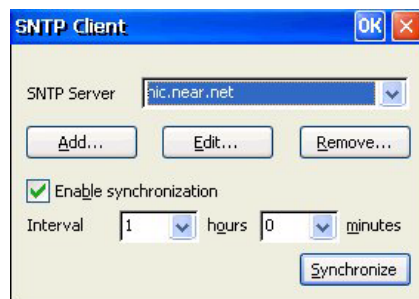 SNTP Client OK
SNTP Server nic.near.net
Add... Edit... Remove...
Enable synchronization
Interval 1 hours 0 minutes
Synchronize